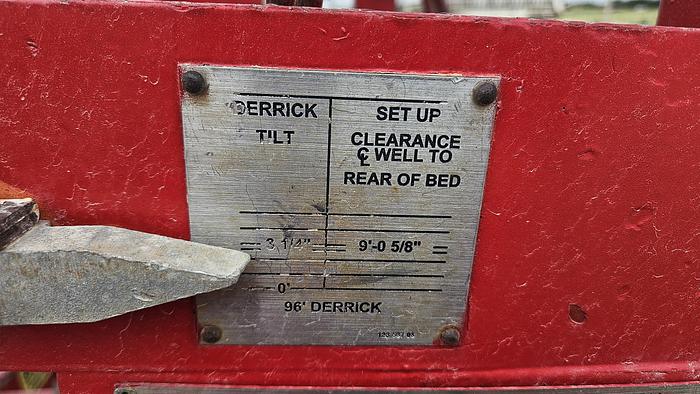 DERRICK
TILT
SET UP
CLEARANCE
℄ WELL TO
REAR OF BED
3 1/4"
9'-0 5/8"
0'
96' DERRICK